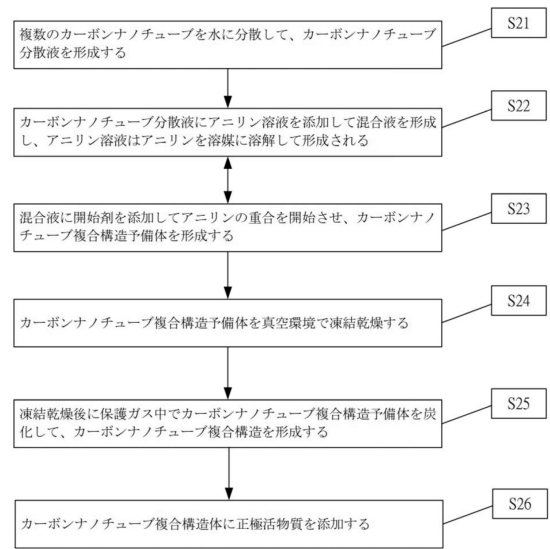 複数のカーボンナノチューブを水に分散して、カーボンナノチューブ
分散液を形成する
S21
カーボンナノチューブ分散液にアニリン溶液を添加して混合液を形成
し、アニリン溶液はアニリンを溶媒に溶解して形成される
S22
混合液に開始剤を添加してアニリンの重合を開始させ、カーボンナノ
チューブ複合構造予備体を形成する
S23
カーボンナノチューブ複合構造予備体を真空環境で凍結乾燥する
S24
凍結乾燥後に保護ガス中でカーボンナノチューブ複合構造予備体を炭
化して、カーボンナノチューブ複合構造を形成する
S25
カーボンナノチューブ複合構造体に正極活物質を添加する
S26